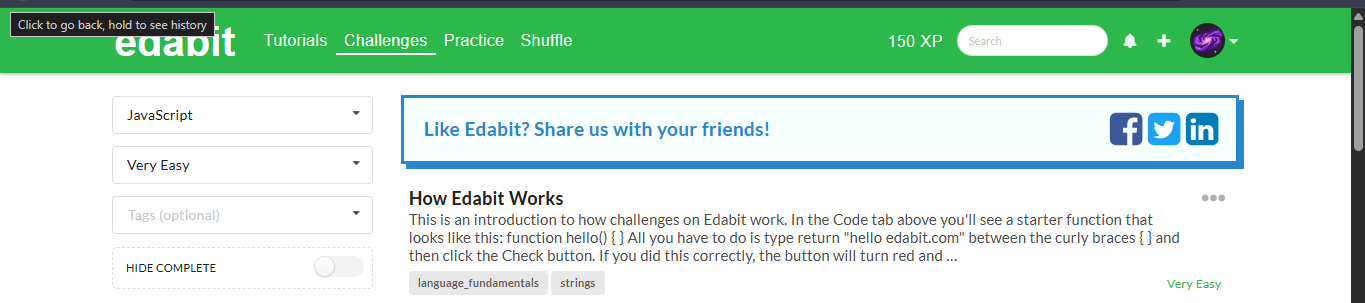 Click to go back, hold to see history
edabit
Tutorials Challenges Practice Shuffle
150 XP
Search
JavaScript
Very Easy
Tags (optional)
HIDE COMPLETE
Like Edabit? Share us with your friends!
How Edabit Works
This is an introduction to how challenges on Edabit work. In the Code tab above you'll see a starter function that
looks like this: function hello() { } All you have to do is type return "hello edabit.com" between the curly braces { } and
then click the Check button. If you did this correctly, the button will turn red and ...
language_fundamentals strings
Very Easy